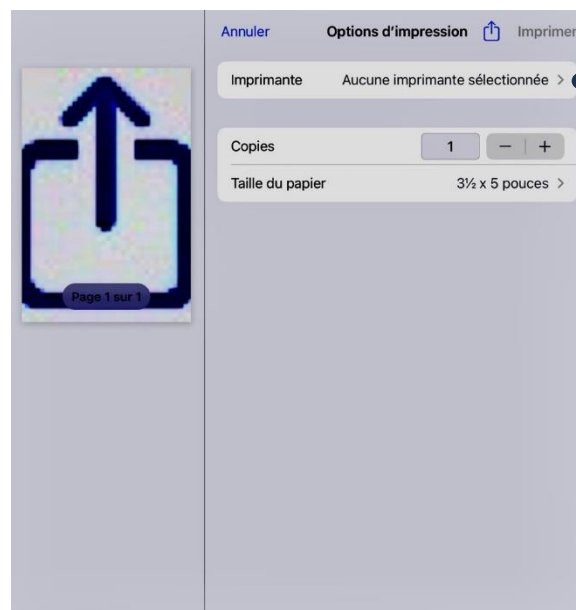 Annuler Options d'impression Imprimer
Imprimante Aucune imprimante sélectionnée
Copies 1 − +
Taille du papier 3½ x 5 pouces
Page 1 sur 1